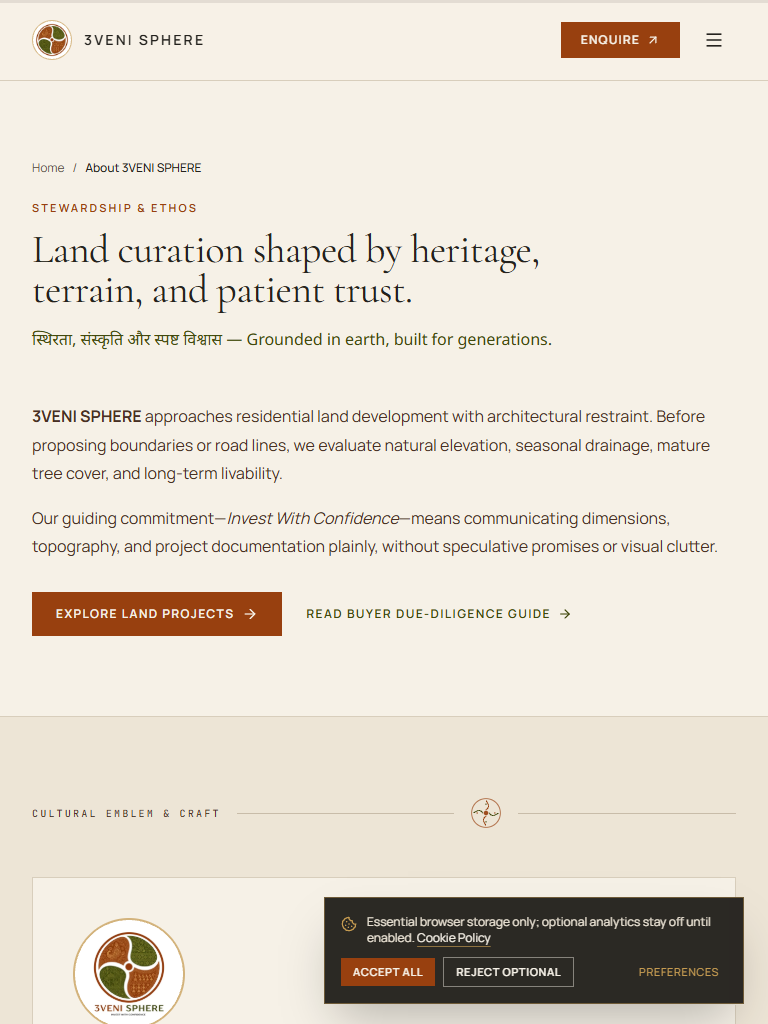 3VENI SPHERE
ENQUIRE
Home / About 3VENI SPHERE
STEWARDSHIP & ETHOS
Land curation shaped by heritage,
terrain, and patient trust.
स्थिरता, संस्कृति और स्पष्ट विश्वास — Grounded in earth, built for generations.
3VENI SPHERE approaches residential land development with architectural restraint. Before
proposing boundaries or road lines, we evaluate natural elevation, seasonal drainage, mature
tree cover, and long-term livability.
Our guiding commitment—Invest With Confidence—means communicating dimensions,
topography, and project documentation plainly, without speculative promises or visual clutter.
EXPLORE LAND PROJECTS
READ BUYER DUE-DILIGENCE GUIDE
CULTURAL EMBLEM & CRAFT
3VENI SPHERE
Essential browser storage only; optional analytics stay off until
enabled. Cookie Policy
ACCEPT ALL
REJECT OPTIONAL
PREFERENCES